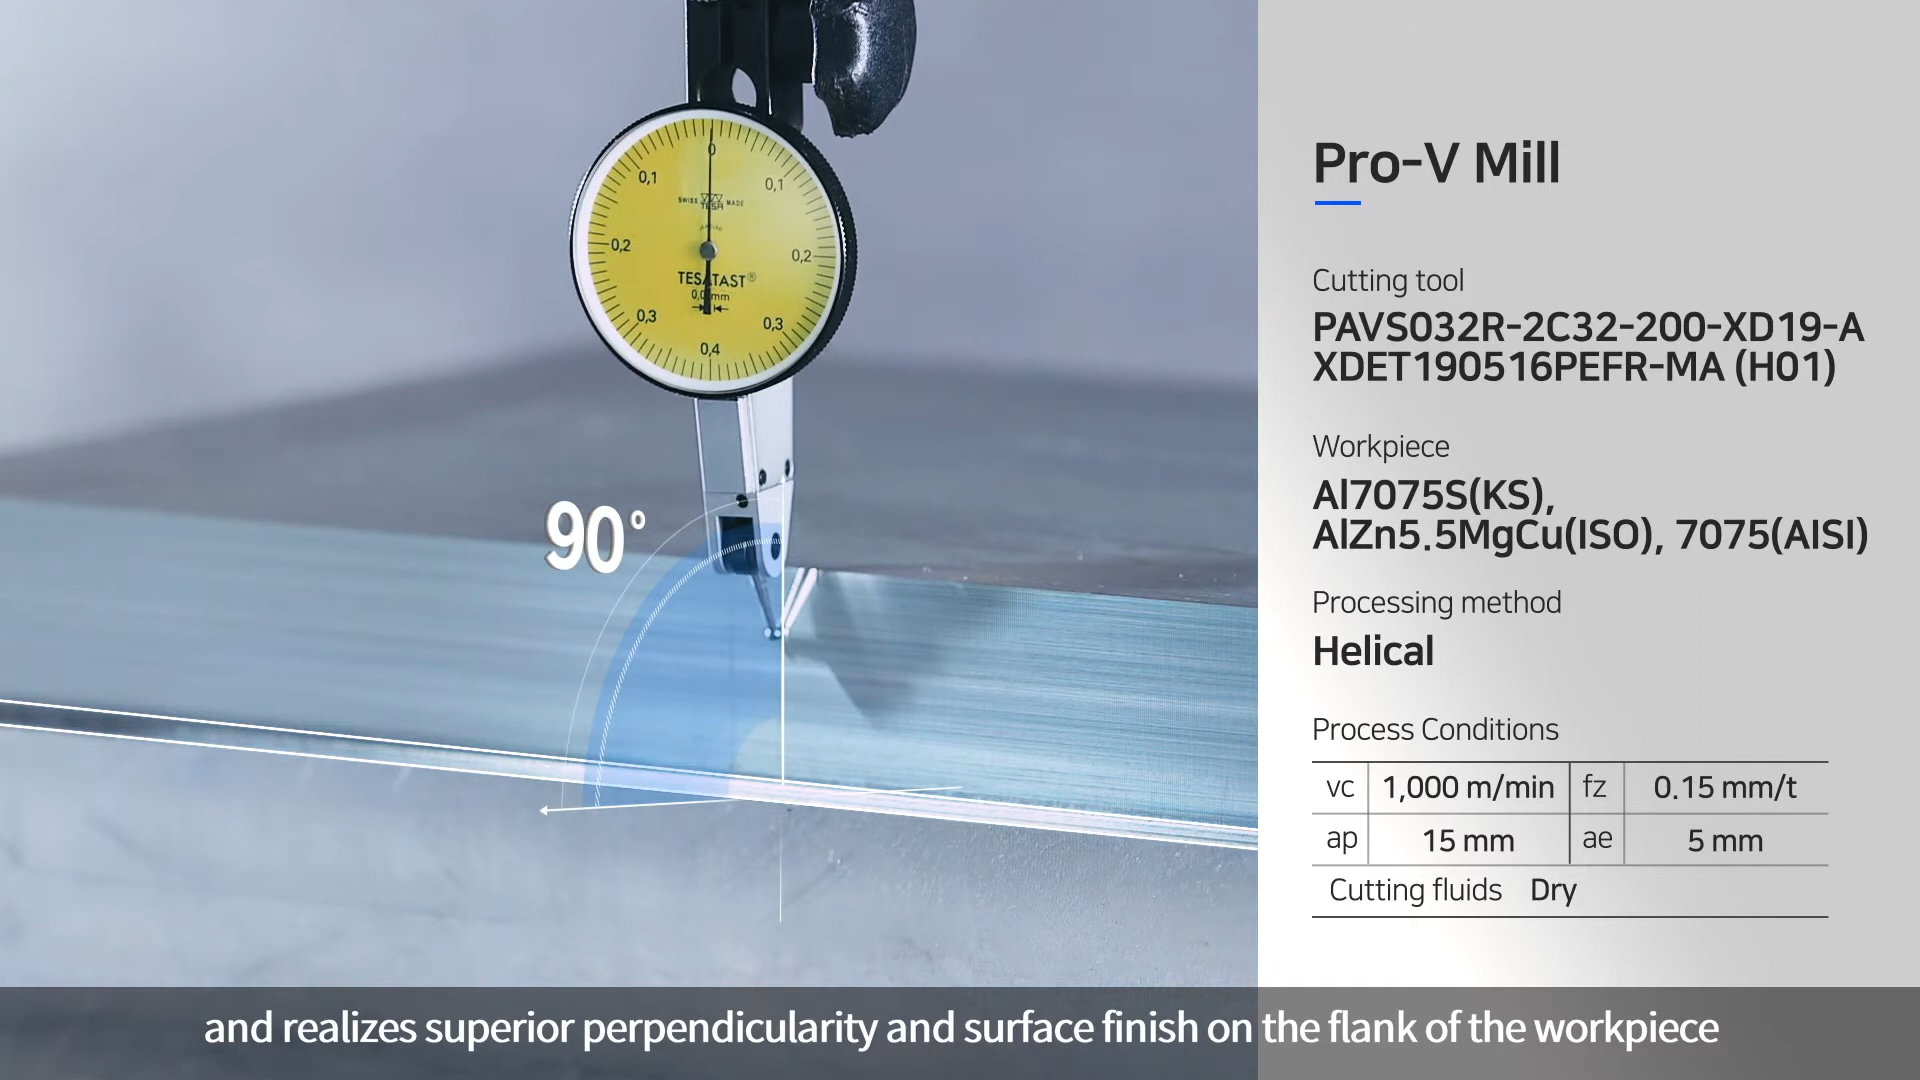 0
0,1
0,1
SWISS TESA MADE
0,2
0,2
TESATAST®
0,3
0,3
0,4
90°
Pro-V Mill
Cutting tool
PAVS032R-2C32-200-XD19-A
XDET190516PEFR-MA (H01)
Workpiece
Al7075S(KS),
AlZn5.5MgCu(ISO), 7075(AISI)
Processing method
Helical
Process Conditions
vc 1,000 m/min fz 0.15 mm/t
ap 15 mm ae 5 mm
Cutting fluids Dry
and realizes superior perpendicularity and surface finish on the flank of the workpiece